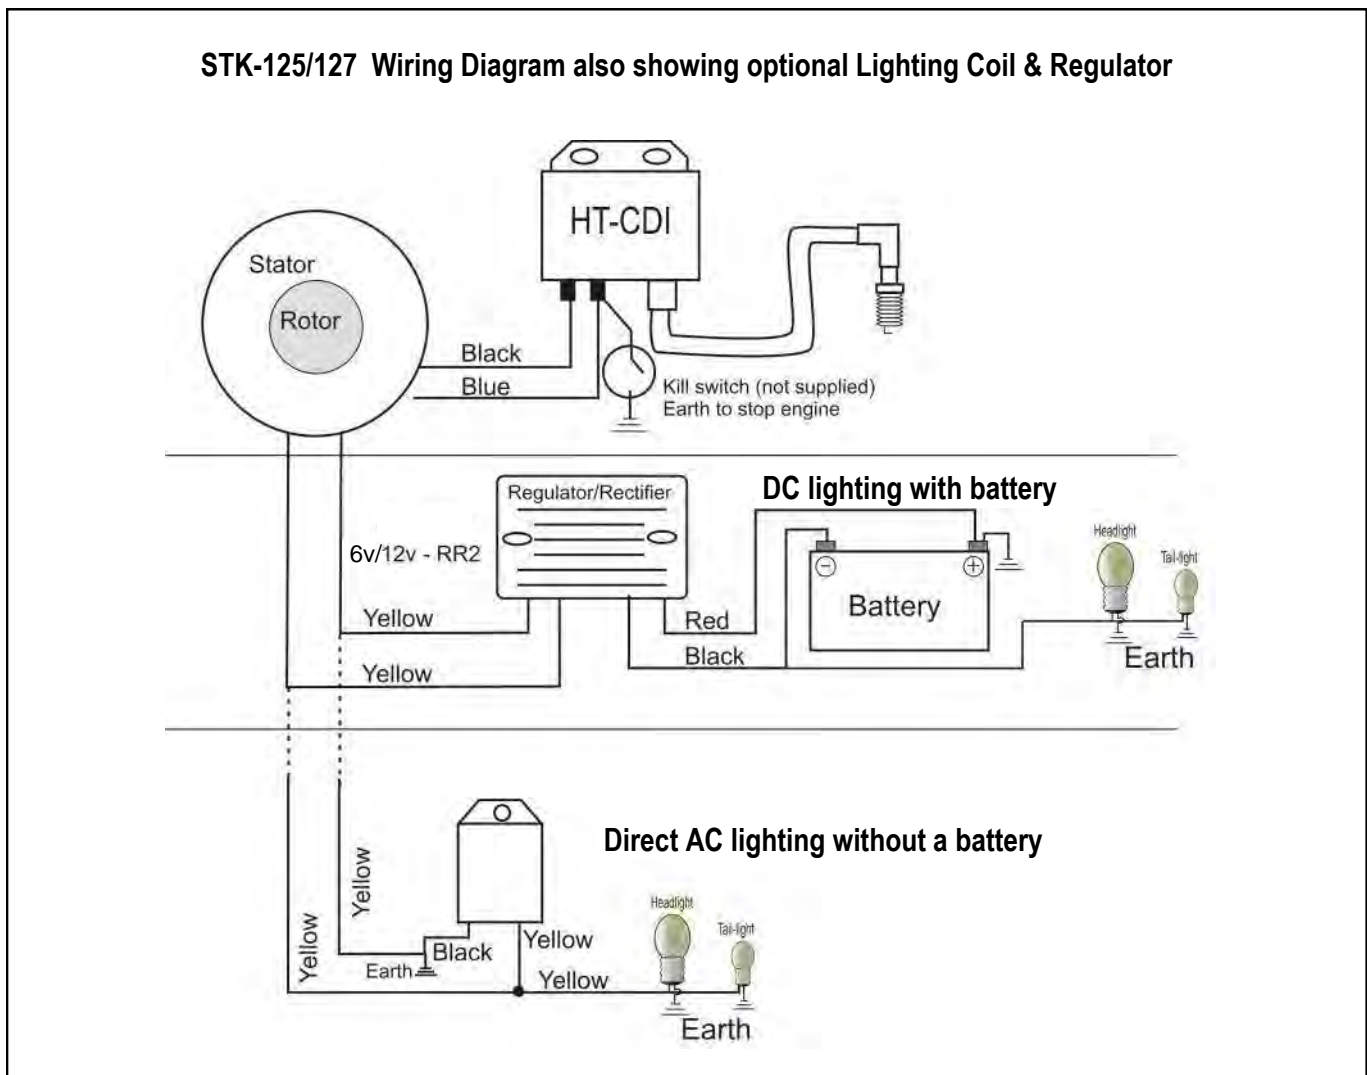 STK-125/127 Wiring Diagram also showing optional Lighting Coil & Regulator
HT-CDI
Stator
Rotor
Black
Blue
Kill switch (not supplied)
Earth to stop engine
Regulator/Rectifier
DC lighting with battery
6v/12v - RR2
Headlight
Tail-light
Battery
Yellow
Red
Black
Yellow
Earth
Direct AC lighting without a battery
Yellow
Yellow
Headlight
Tail-light
Black
Yellow
Earth
Yellow
Earth